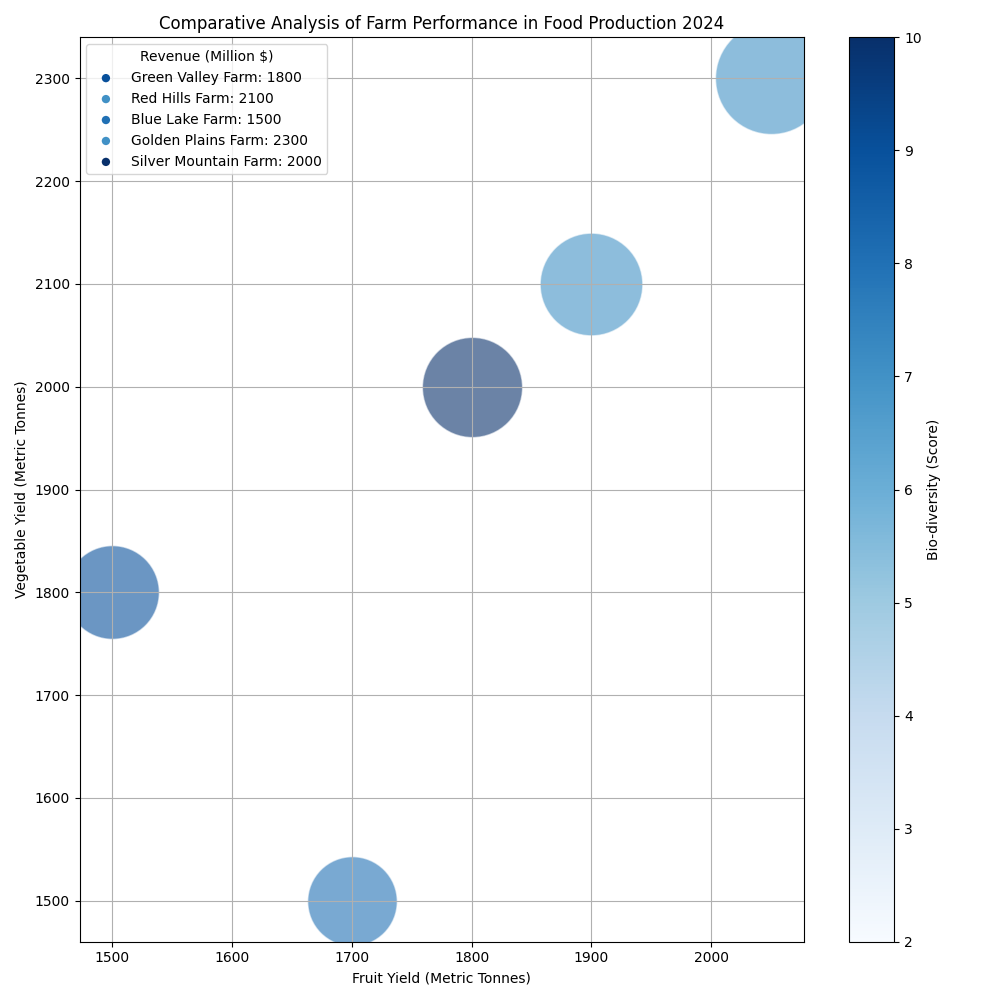 Comparative Analysis of Farm Performance in Food Production 2024
Revenue (Million $)
Green Valley Farm: 1800
Red Hills Farm: 2100
Blue Lake Farm: 1500
Golden Plains Farm: 2300
Silver Mountain Farm: 2000
Vegetable Yield (Metric Tonnes)
2300
2200
2100
2000
1900
1800
1700
1600
1500
1500 1600 1700 1800 1900 2000
Fruit Yield (Metric Tonnes)
10
9
8
7
6
5
4
3
2
Bio-diversity (Score)